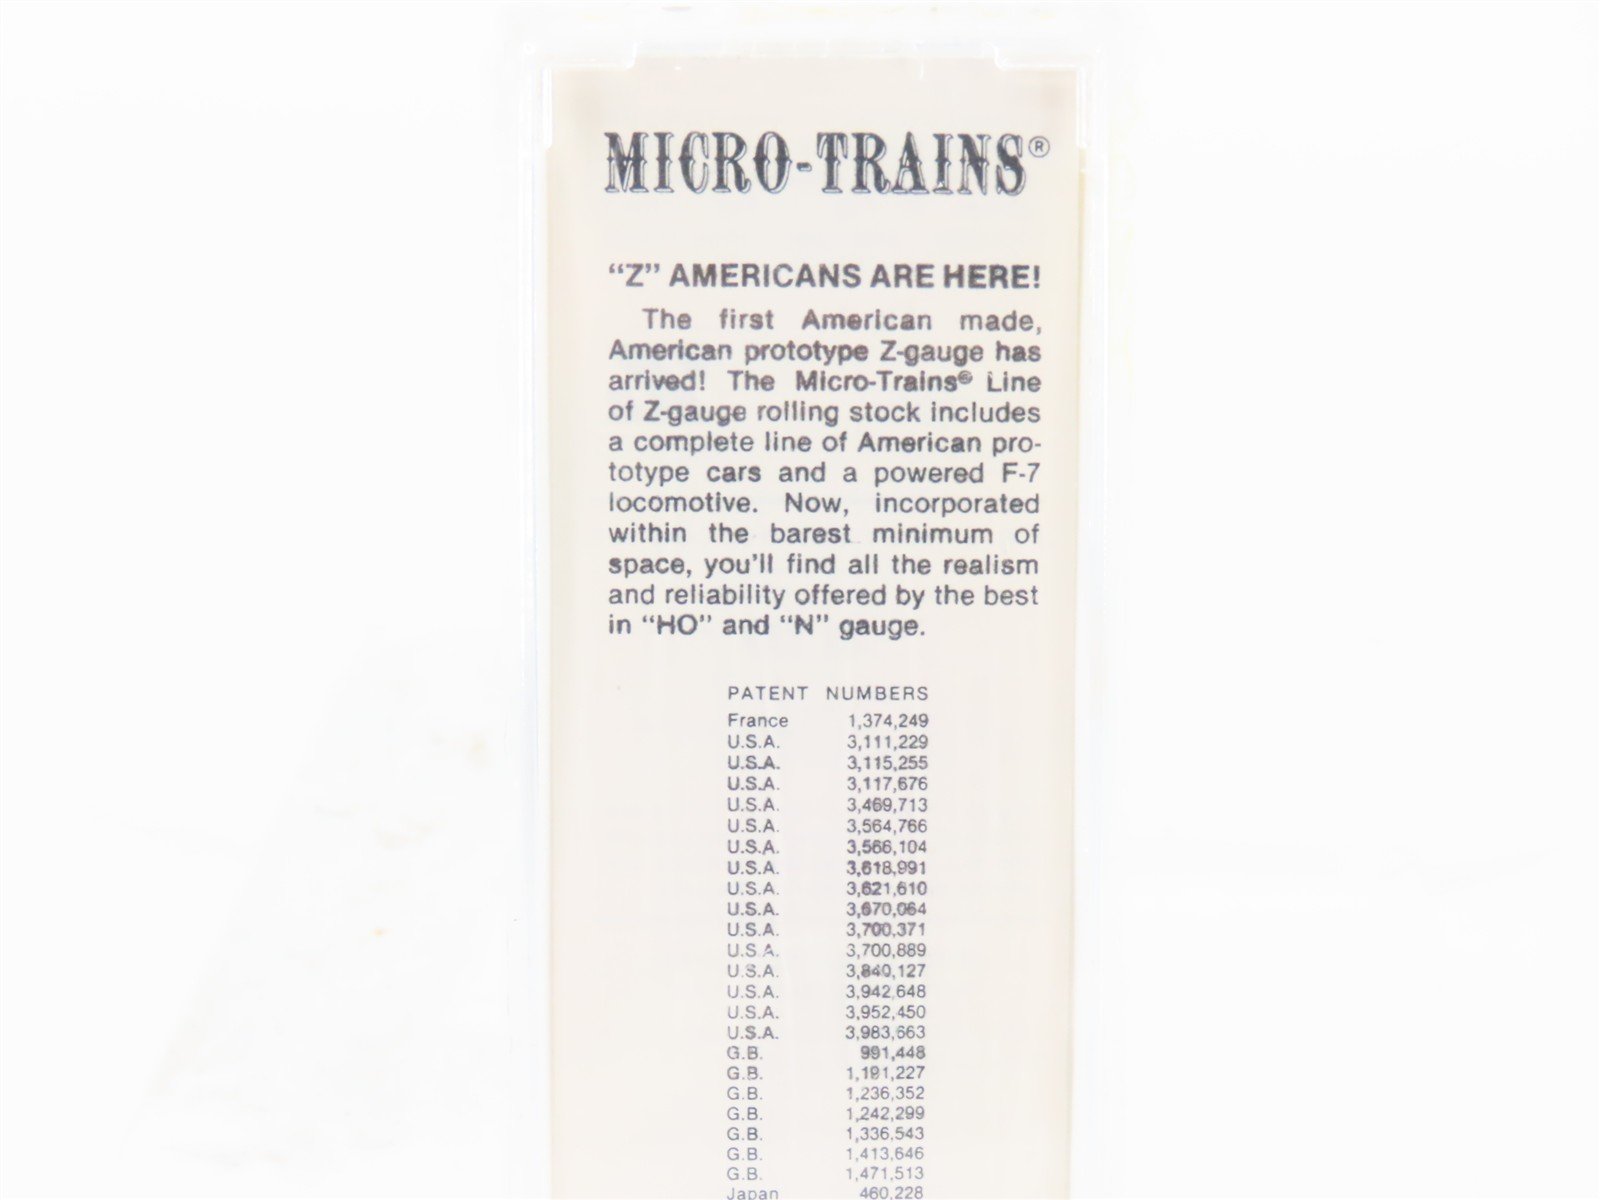 MICRO-TRAINS®
“Z” AMERICANS ARE HERE!
The first American made,
American prototype Z-gauge has
arrived! The Micro-Trains® Line
of Z-gauge rolling stock includes
a complete line of American pro-
totype cars and a powered F-7
locomotive. Now, incorporated
within the barest minimum of
space, you'll find all the realism
and reliability offered by the best
in “HO” and “N” gauge.
PATENT NUMBERS
France 1,374,249
U.S.A. 3,111,229
U.S.A. 3,115,255
U.S.A. 3,117,676
U.S.A. 3,469,713
U.S.A. 3,564,766
U.S.A. 3,566,104
U.S.A. 3,618,991
U.S.A. 3,621,610
U.S.A. 3,670,064
U.S.A. 3,700,371
U.S.A. 3,700,889
U.S.A. 3,840,127
U.S.A. 3,942,648
U.S.A. 3,952,450
U.S.A. 3,983,663
G.B. 991,448
G.B. 1,191,227
G.B. 1,236,352
G.B. 1,242,299
G.B. 1,336,543
G.B. 1,413,646
G.B. 1,471,513
Japan 460,228